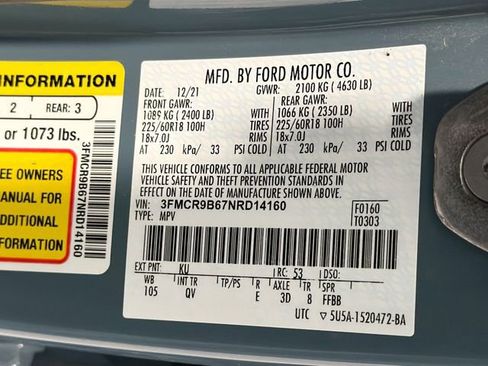 INFORMATION
2 REAR: 3
or 1073 lbs.
EE OWNERS
MANUAL FOR
ADDITIONAL
INFORMATION
3FMCR9B67NRD14160
MFD. BY FORD MOTOR CO.
DATE: 12/21 GVWR: 2100 KG ( 4630 LB)
FRONT GAWR: REAR GAWR:
1089 KG ( 2400 LB) 1066 KG ( 2350 LB)
225/60R18 100H TIRES 225/60R18 100H TIRES
18x7.0J RIMS 18x7.0J RIMS
AT 230 kPa/ 33 PSI COLD AT 230 kPa/ 33 PSI COLD
THIS VEHICLE CONFORMS TO ALL APPLICABLE FEDERAL MOTOR
VEHICLE SAFETY AND THEFT PREVENTION STANDARDS IN
EFFECT ON THE DATE OF MANUFACTURE SHOWN ABOVE.
VIN: 3FMCR9B67NRD14160 F0160
TYPE: MPV T0303
EXT PNT: KU RC: 53 DSO:
WB INT TR TP/PS R AXLE TR SPR
105 QV E 3D 8 FFBB
UTC ▽ 5U5A-1520472-BA